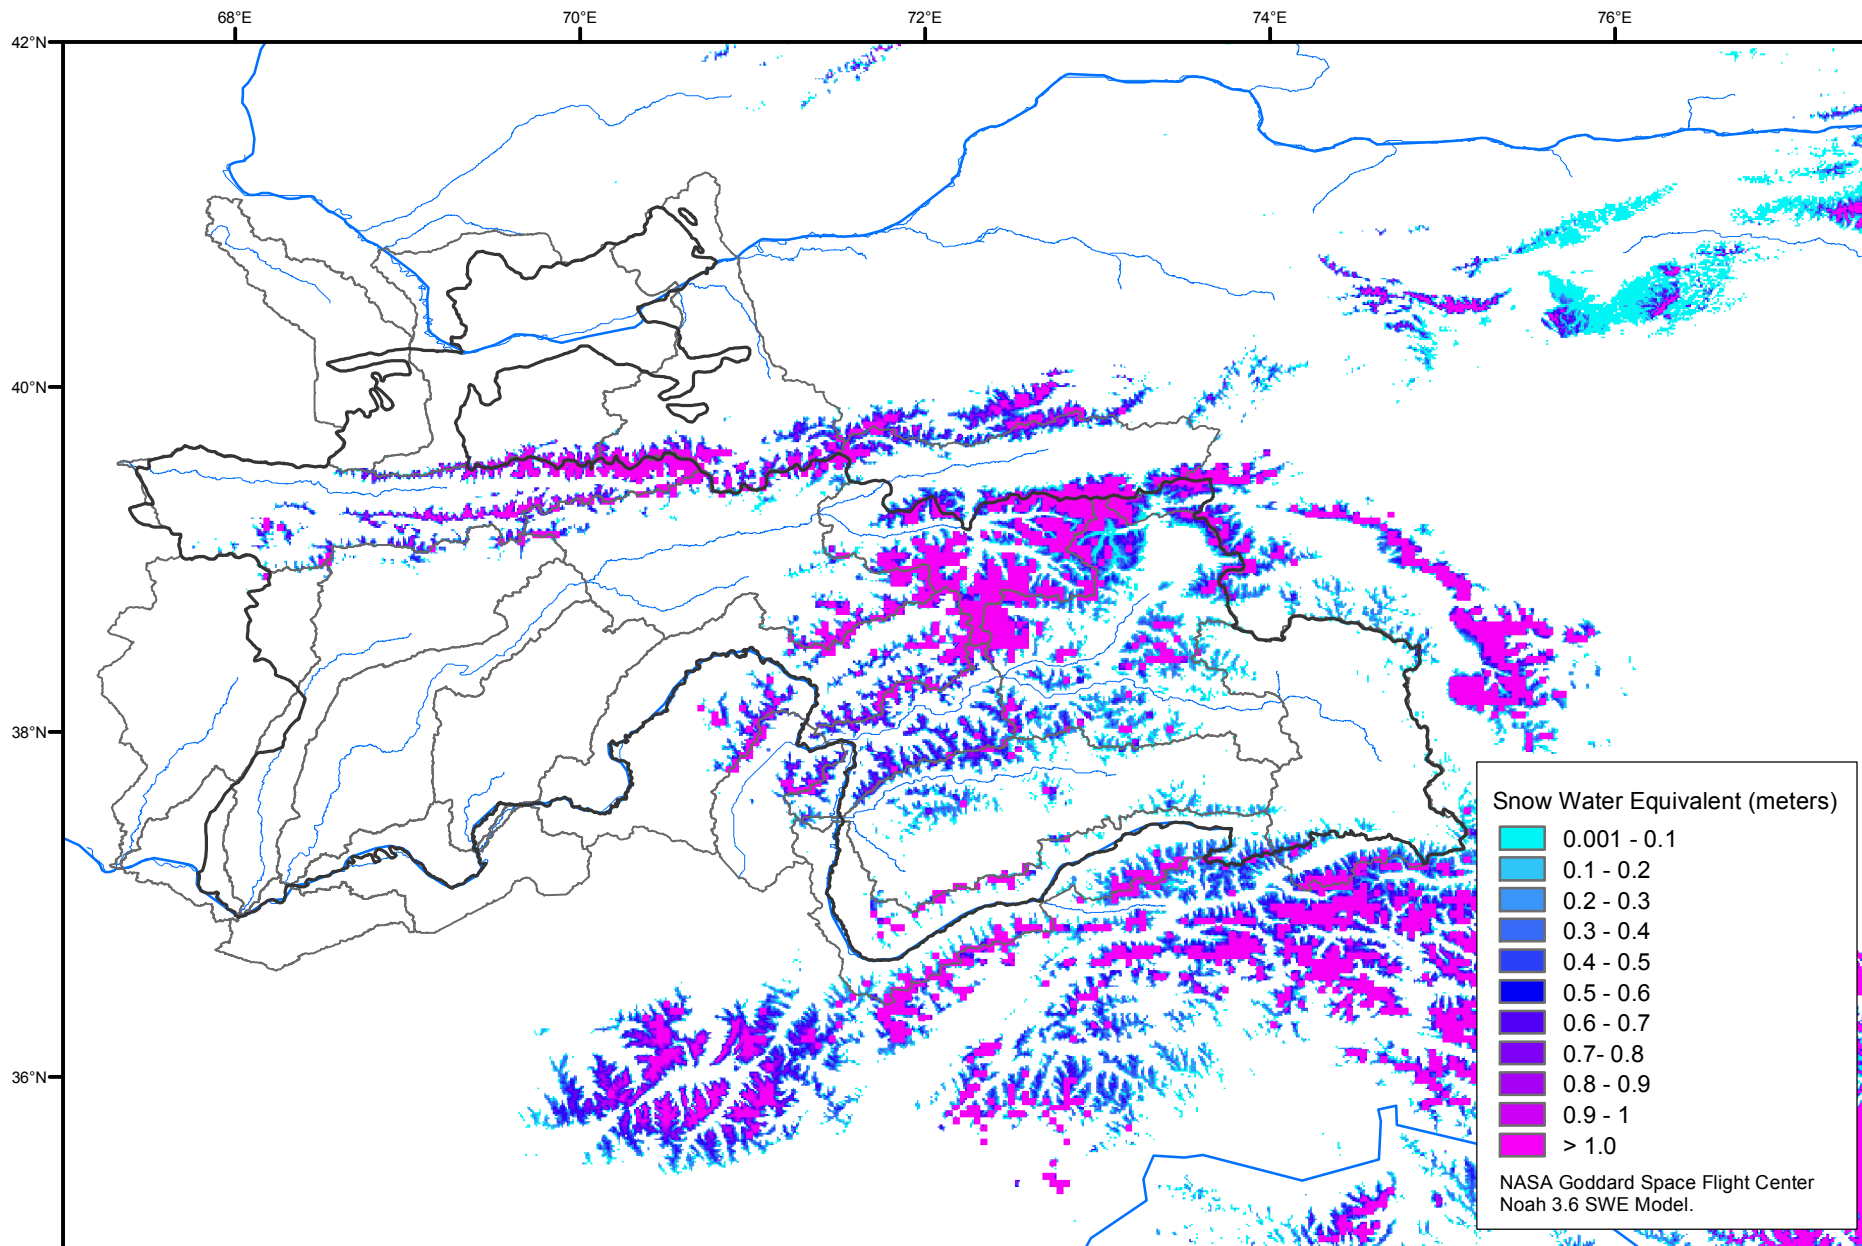 68°E 70°E 72°E 74°E 76°E
42°N
40°N
38°N
36°N
Snow Water Equivalent (meters)
0.001 - 0.1
0.1 - 0.2
0.2 - 0.3
0.3 - 0.4
0.4 - 0.5
0.5 - 0.6
0.6 - 0.7
0.7- 0.8
0.8 - 0.9
0.9 - 1
> 1.0
NASA Goddard Space Flight Center
Noah 3.6 SWE Model.